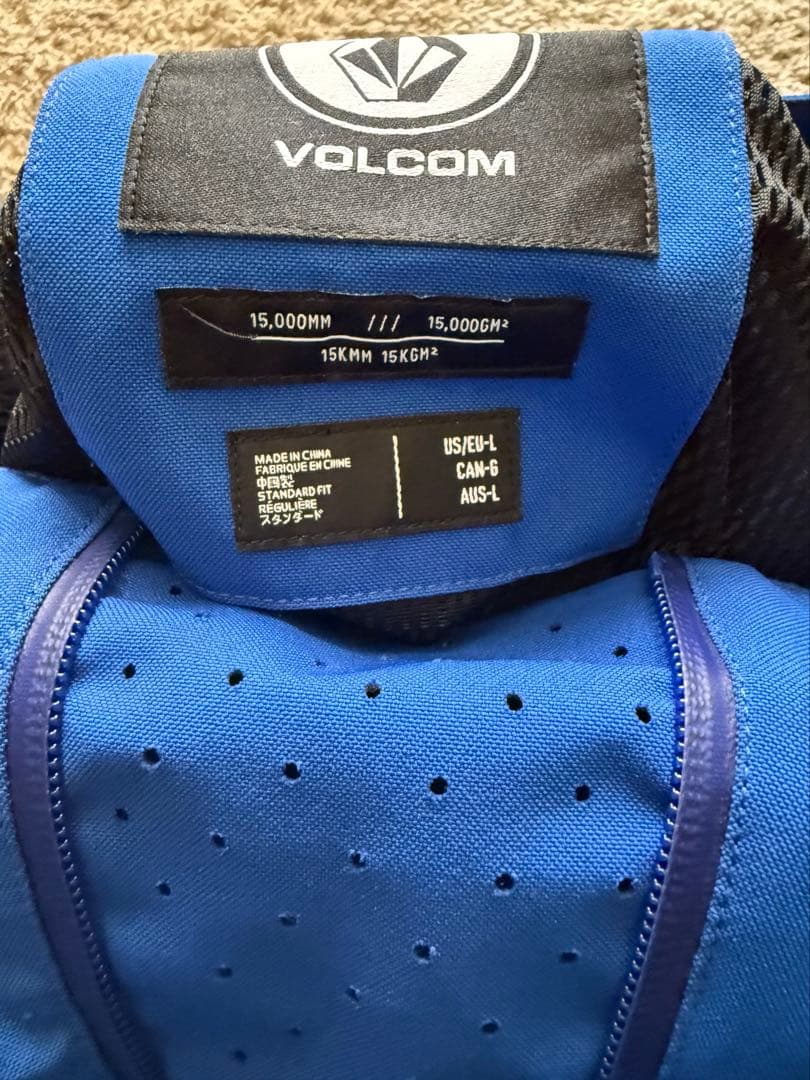 VOLCOM
15,000MM /// 15,000GM²
15KMM 15KGM²
MADE IN CHINA
FABRIQUE EN CHINE
中国製
STANDARD FIT
RÉGULIÈRE
スタンダード
US/EU-L
CAN-G
AUS-L